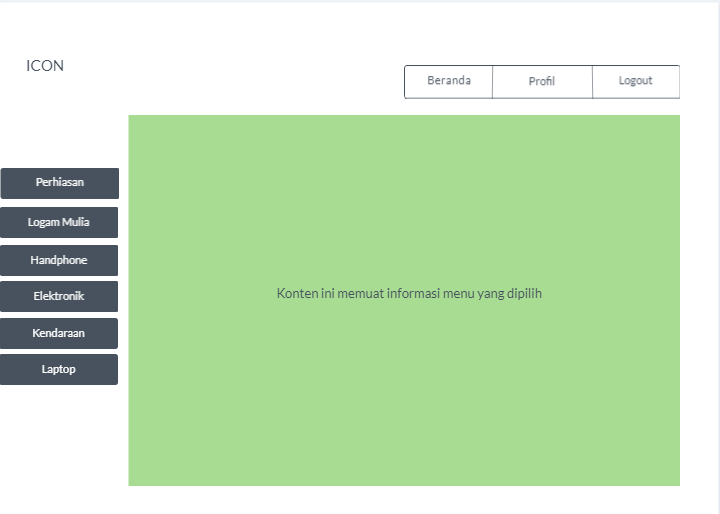 ICON
Beranda
Profil
Logout
Perhiasan
Logam Mulia
Handphone
Elektronik
Kendaraan
Laptop
Konten ini memuat informasi menu yang dipilih